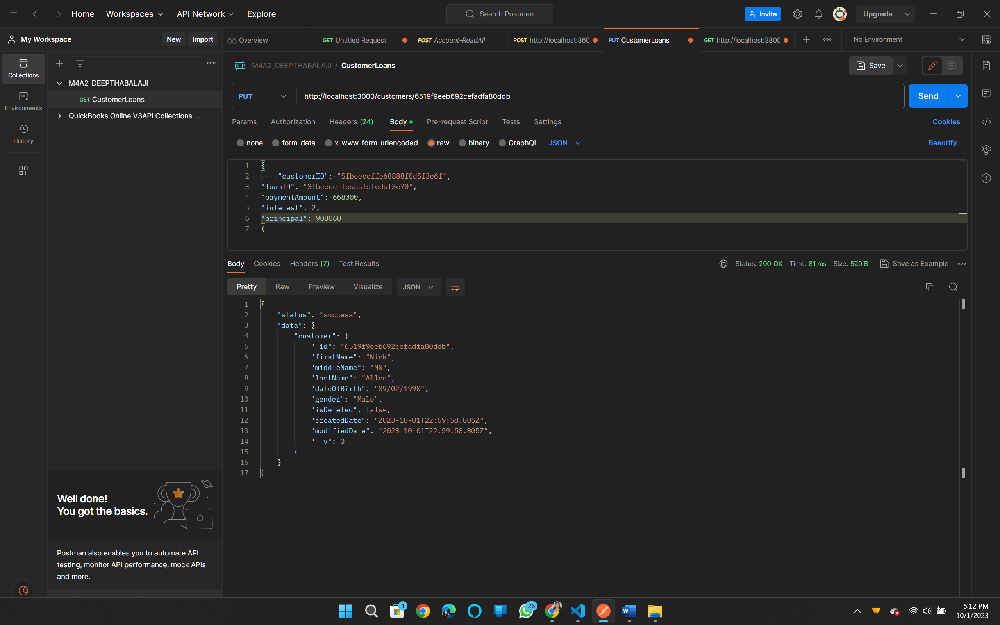 Home Workspaces API Network Explore Search Postman Invite Upgrade
My Workspace New Import Overview GET Untitled Request POST Account-ReadAll POST http://localhost:360 PUT CustomerLoans GET http://localhost:3800 No Environment
Collections
Environments
History
M4A2_DEEPTHABALAJI
GET CustomerLoans
QuickBooks Online V3API Collections ...
HTTP M4A2_DEEPTHABALAJI / CustomerLoans Save
PUT http://localhost:3000/customers/6519f9eeb692cefadfa80ddb Send
Params Authorization Headers (24) Body Pre-request Script Tests Settings Cookies
none form-data x-www-form-urlencoded raw binary GraphQL JSON Beautify
1 {
2 "customerID": "Sfbeeceffe68888f0dSf3e6f",
3 "loanID": "Sfbeeceffesssfsfedsf3e70",
4 "paymentAmount": 668000,
5 "interest": 2,
6 "principal": 908060
7 }
Body Cookies Headers (7) Test Results Status: 200 OK Time: 81 ms Size: 520 B Save as Example
Pretty Raw Preview Visualize JSON
1 {
2 "status": "success",
3 "data": {
4 "customer": {
5 "_id": "6519f9eeb692cefadfa80ddb",
6 "firstName": "Nick",
7 "middleName": "MN",
8 "lastName": "Allen",
9 "dateOfBirth": "09/02/1990",
10 "gender": "Male",
11 "isDeleted": false,
12 "createdDate": "2023-10-01T22:59:58.805Z",
13 "modifiedDate": "2023-10-01T22:59:58.805Z",
14 "__v": 0
15 }
16 }
17 }
Well done!
You got the basics.
Postman also enables you to automate API
testing, monitor API performance, mock APIs
and more.
1 26 W
5:12 PM
10/1/2023